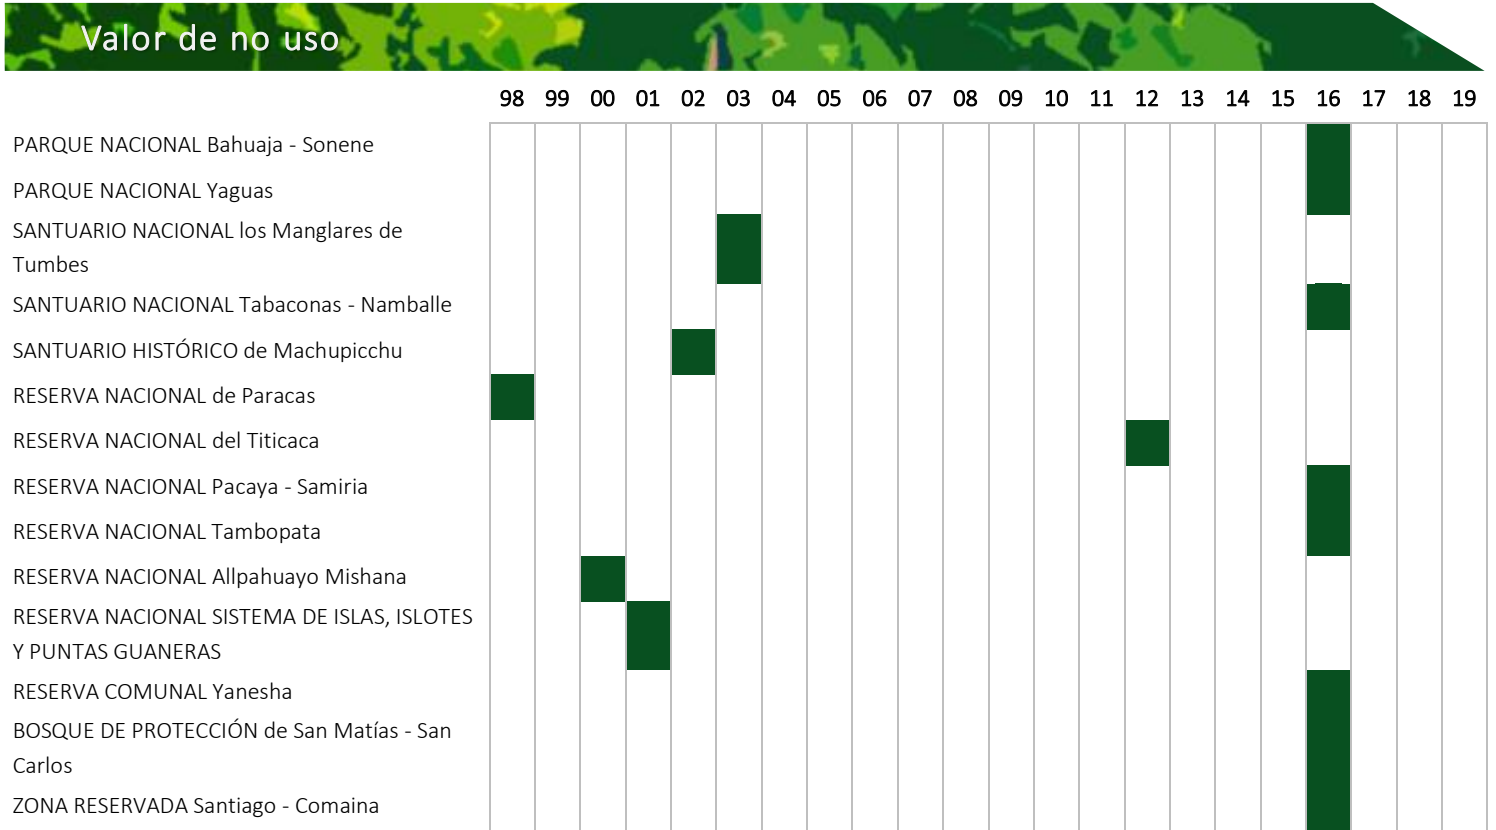 Valor de no uso
98 99 00 01 02 03 04 05 06 07 08 09 10 11 12 13 14 15 16 17 18 19
PARQUE NACIONAL Bahuaja - Sonene
PARQUE NACIONAL Yaguas
SANTUARIO NACIONAL los Manglares de
Tumbes
SANTUARIO NACIONAL Tabaconas - Namballe
SANTUARIO HISTÓRICO de Machupicchu
RESERVA NACIONAL de Paracas
RESERVA NACIONAL del Titicaca
RESERVA NACIONAL Pacaya - Samiria
RESERVA NACIONAL Tambopata
RESERVA NACIONAL Allpahuayo Mishana
RESERVA NACIONAL SISTEMA DE ISLAS, ISLOTES
Y PUNTAS GUANERAS
RESERVA COMUNAL Yanesha
BOSQUE DE PROTECCIÓN de San Matías - San
Carlos
ZONA RESERVADA Santiago - Comaina